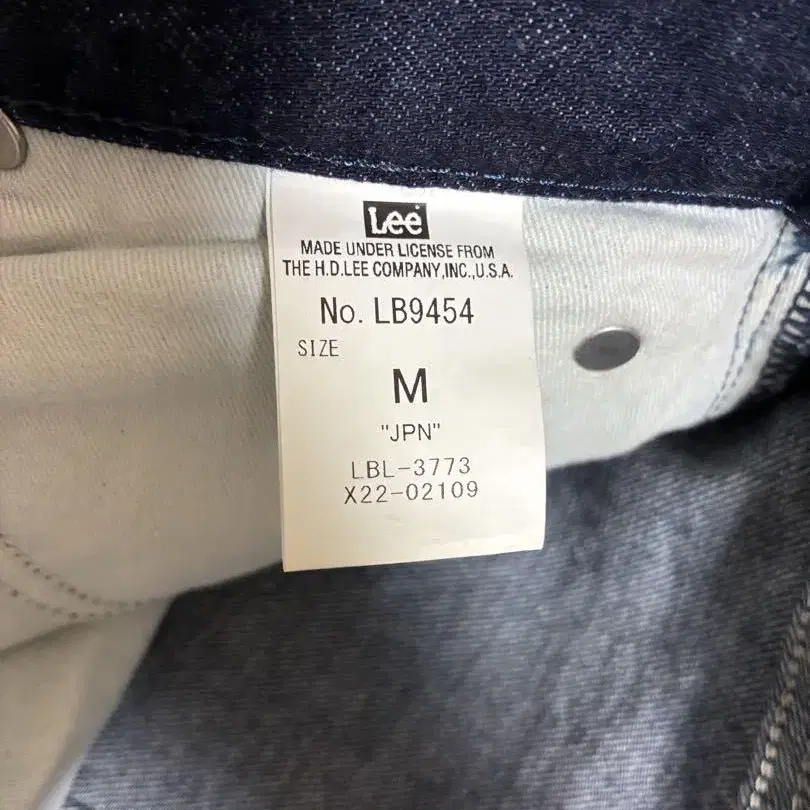 Lee
MADE UNDER LICENSE FROM
THE H.D.LEE COMPANY,INC.,U.S.A.
No. LB9454
SIZE
M
"JPN"
LBL-3773
X22-02109